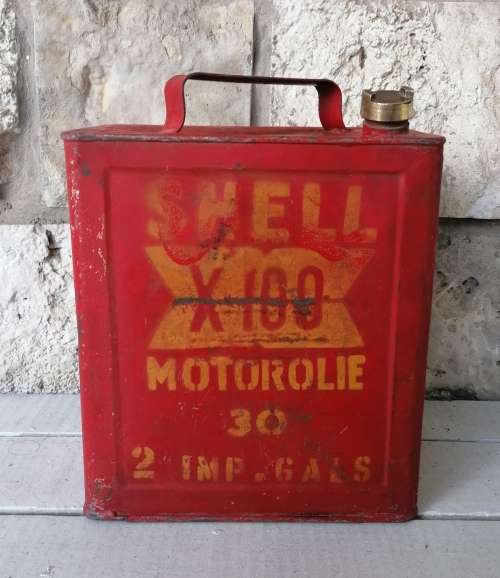 SHELL
X 100
MOTOROLIE
30
2 IMP. GALS